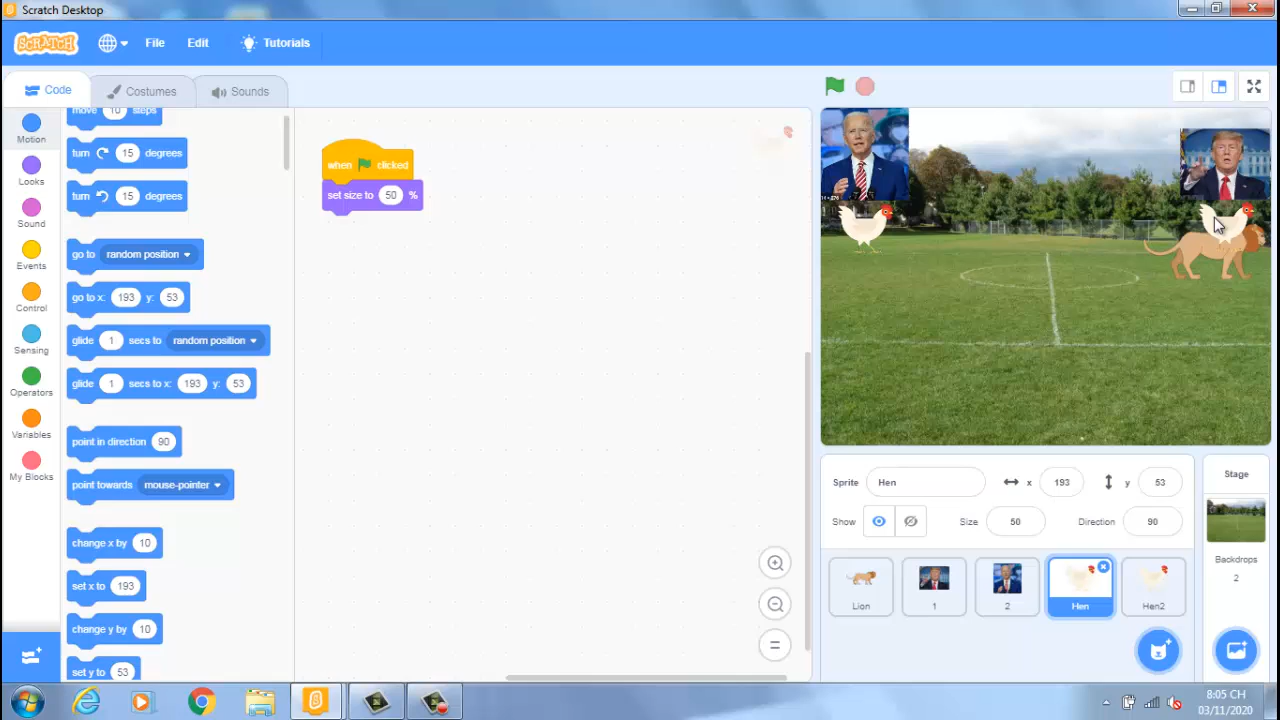 Scratch Desktop
SCRATCH
File Edit Tutorials
Code Costumes Sounds
Motion
Looks
Sound
Events
Control
Sensing
Operators
Variables
My Blocks
move 10 steps
turn 15 degrees
turn 15 degrees
go to random position
go to x: 193 y: 53
glide 1 secs to random position
glide 1 secs to x: 193 y: 53
point in direction 90
point towards mouse-pointer
change x by 10
set x to 193
change y by 10
set y to 53
when clicked
set size to 50 %
Sprite Hen x 193 y 53
Show Size 50 Direction 90
Lion
1
2
Hen
Hen2
Stage
Backdrops
2
8:05 CH
03/11/2020